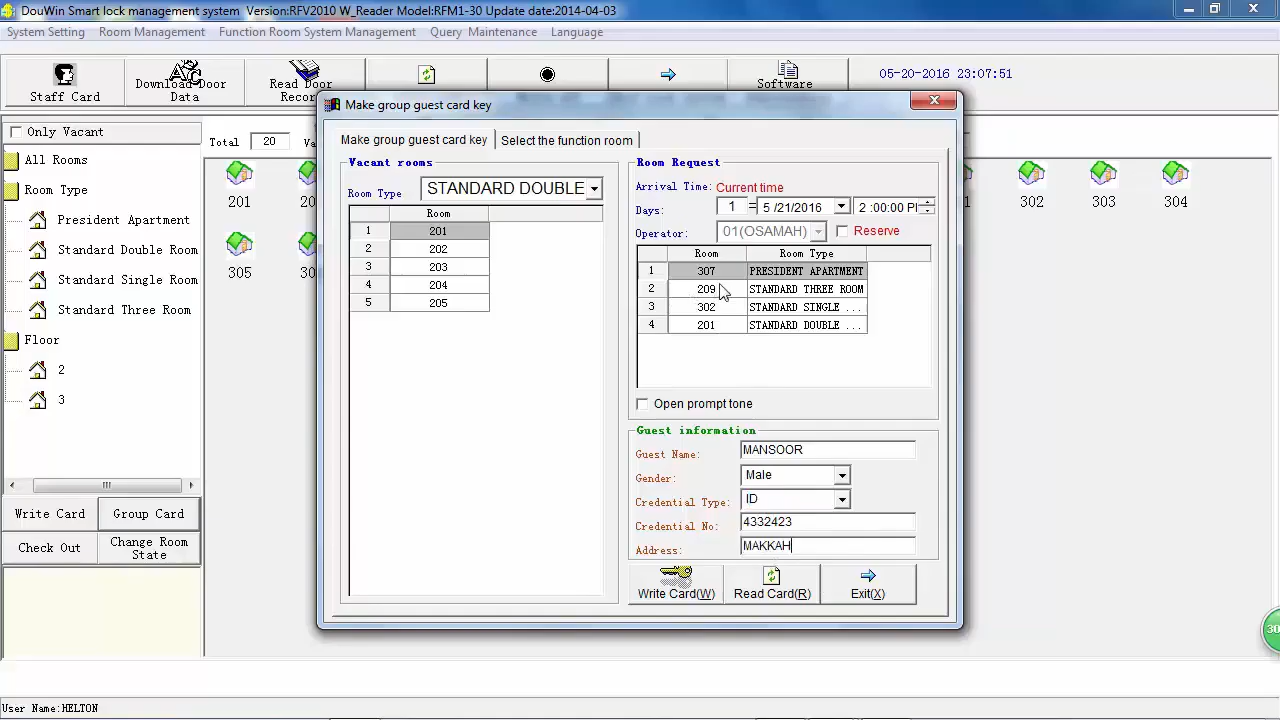 DouWin Smart lock management system Version:RFV2010 W_Reader Model:RFM1-30 Update date:2014-04-03
System Setting Room Management Function Room System Management Query Maintenance Language
Staff Card
Download Door
Data
Read Door
Recor
Software
05-20-2016 23:07:51
Only Vacant
Total 20
All Rooms
Room Type
President Apartment
Standard Double Room
Standard Single Room
Standard Three Room
Floor
2
3
Write Card
Group Card
Check Out
Change Room
State
201
302
303
304
305
Make group guest card key
Make group guest card key
Select the function room
Vacant rooms
Room Type STANDARD DOUBLE
Room
1 201
2 202
3 203
4 204
5 205
Room Request
Arrival Time: Current time
Days: 1 = 5 /21/2016 2 :00:00
Operator: 01(OSAMAH) Reserve
Room Room Type
1 307 PRESIDENT APARTMENT
2 209 STANDARD THREE ROOM
3 302 STANDARD SINGLE ...
4 201 STANDARD DOUBLE ...
Open prompt tone
Guest information
Guest Name: MANSOOR
Gender: Male
Credential Type: ID
Credential No: 4332423
Address: MAKKAH
Write Card(W)
Read Card(R)
Exit(X)
30
User Name:HELTON